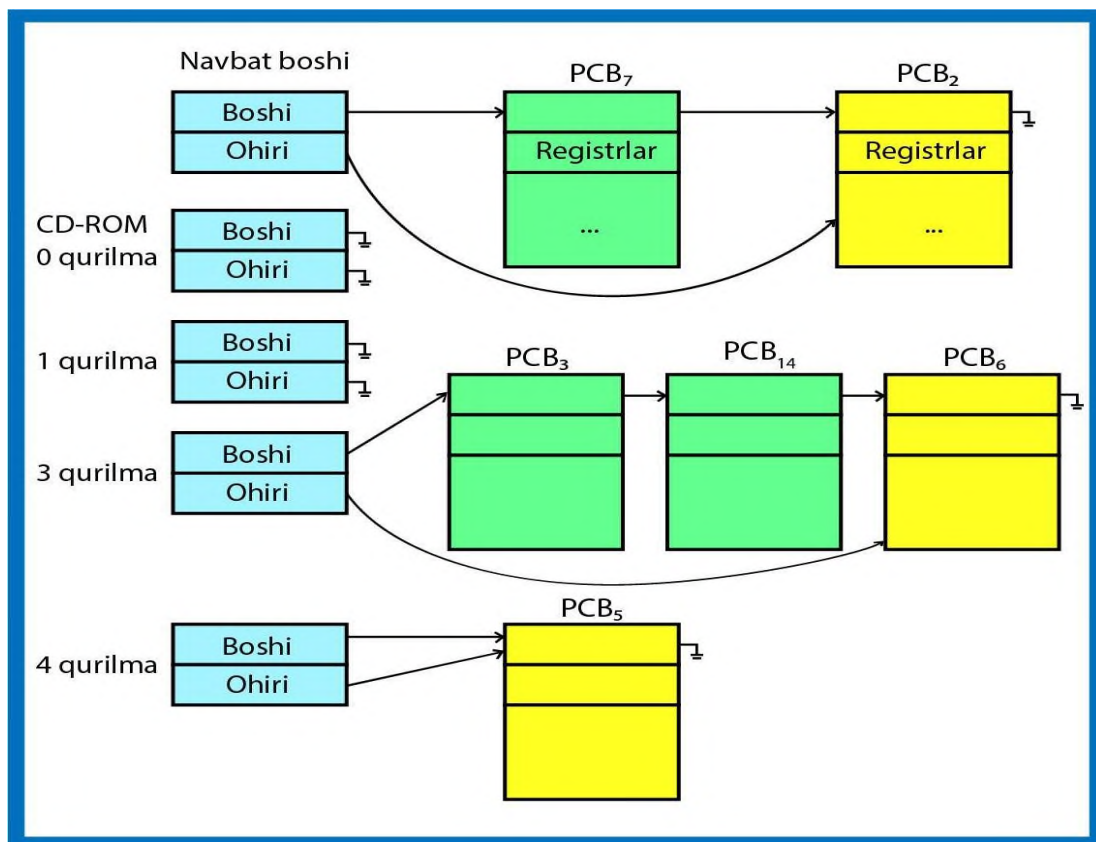 Navbat boshi
PCB₇
PCB₂
Boshi
Ohiri
Registrlar
Registrlar
...
...
CD-ROM
0 qurilma
Boshi
Ohiri
1 qurilma
Boshi
Ohiri
PCB₃
PCB₁₄
PCB₆
3 qurilma
Boshi
Ohiri
PCB₅
4 qurilma
Boshi
Ohiri